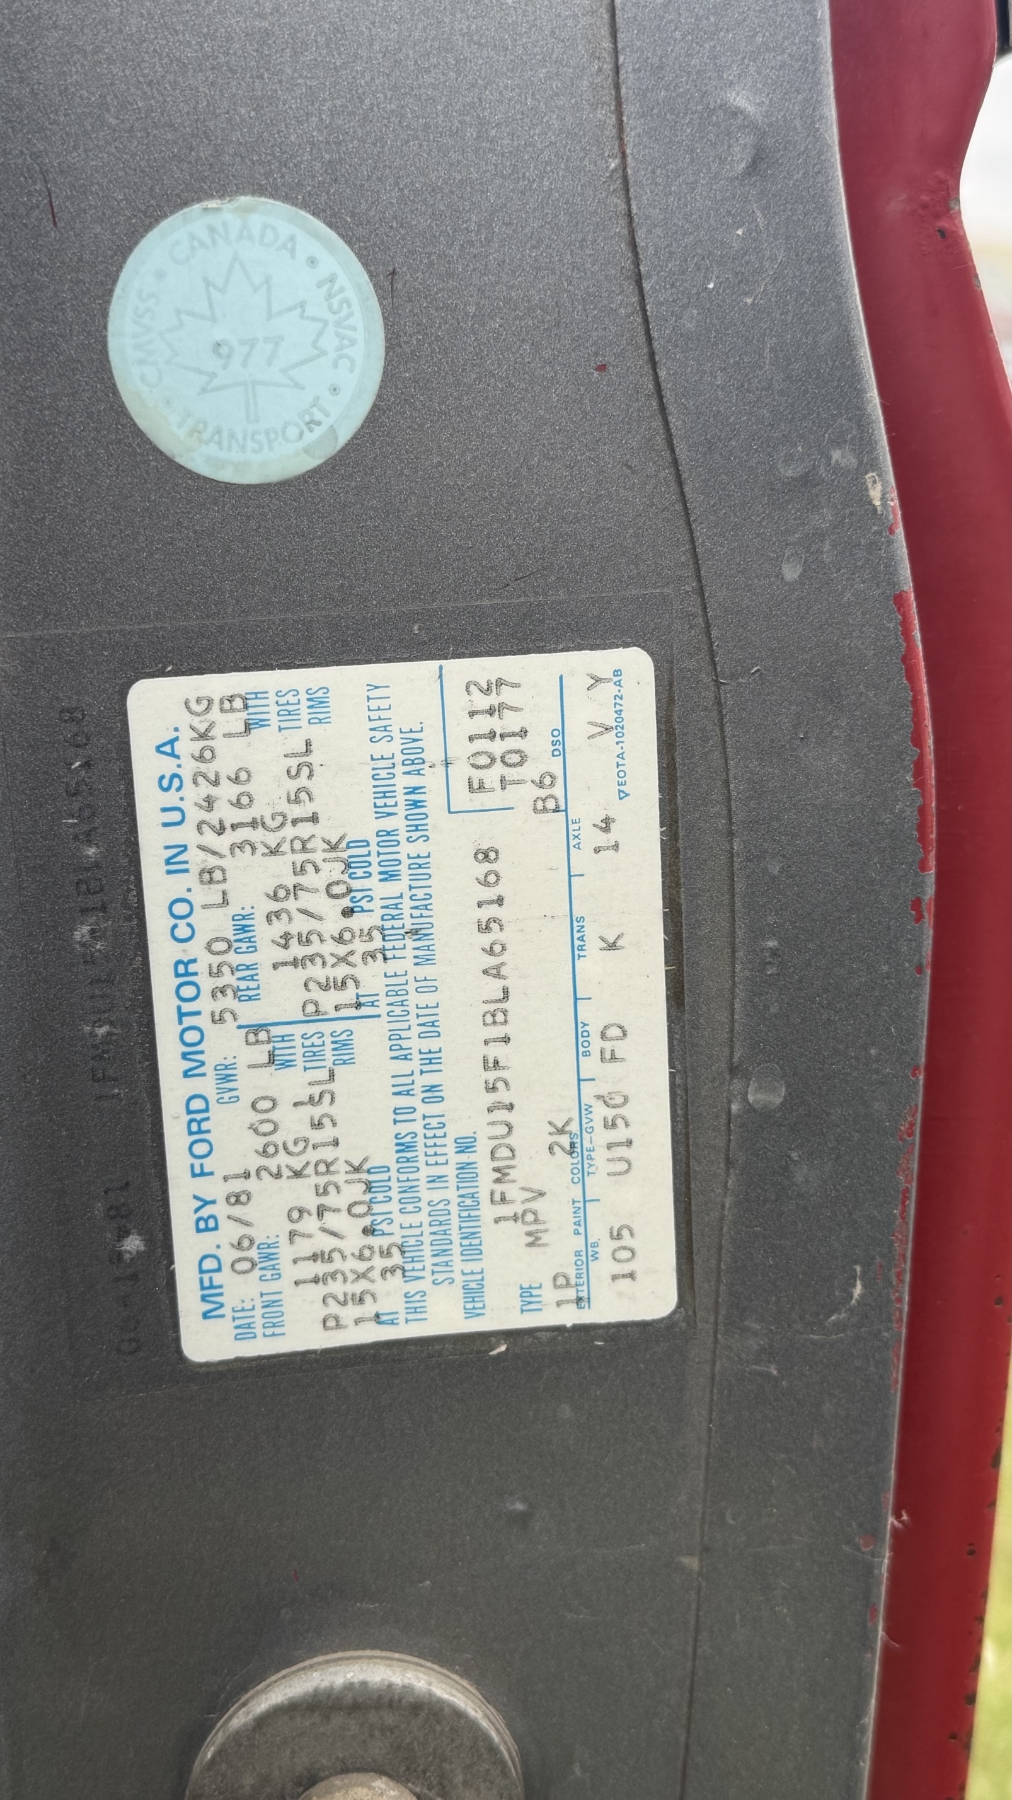 CANADA • NSVAC • TRANSPORT • CMVSS •
977
MFD. BY FORD MOTOR CO. IN U.S.A.
DATE: 06/81 GVWR: 5350 LB/2426KG
FRONT GAWR: 2600 LB REAR GAWR: 3166 LB
1179 KG WITH 1436 KG WITH
P235/75R15SL TIRES P235/75R15SL TIRES
15X6.0JK RIMS 15X6.0JK RIMS
AT 35 PSI COLD AT 35 PSI COLD
THIS VEHICLE CONFORMS TO ALL APPLICABLE FEDERAL MOTOR VEHICLE SAFETY
STANDARDS IN EFFECT ON THE DATE OF MANUFACTURE SHOWN ABOVE.
VEHICLE IDENTIFICATION NO.
1FMDU15F1BLA65168 F0112
TYPE MPV T0177
1P 2K B6 DSO
EXTERIOR PAINT COLORS
WB. TYPE-GVW BODY TRANS AXLE
105 U150 FD K 14 V Y
EOTA-1020472-AB